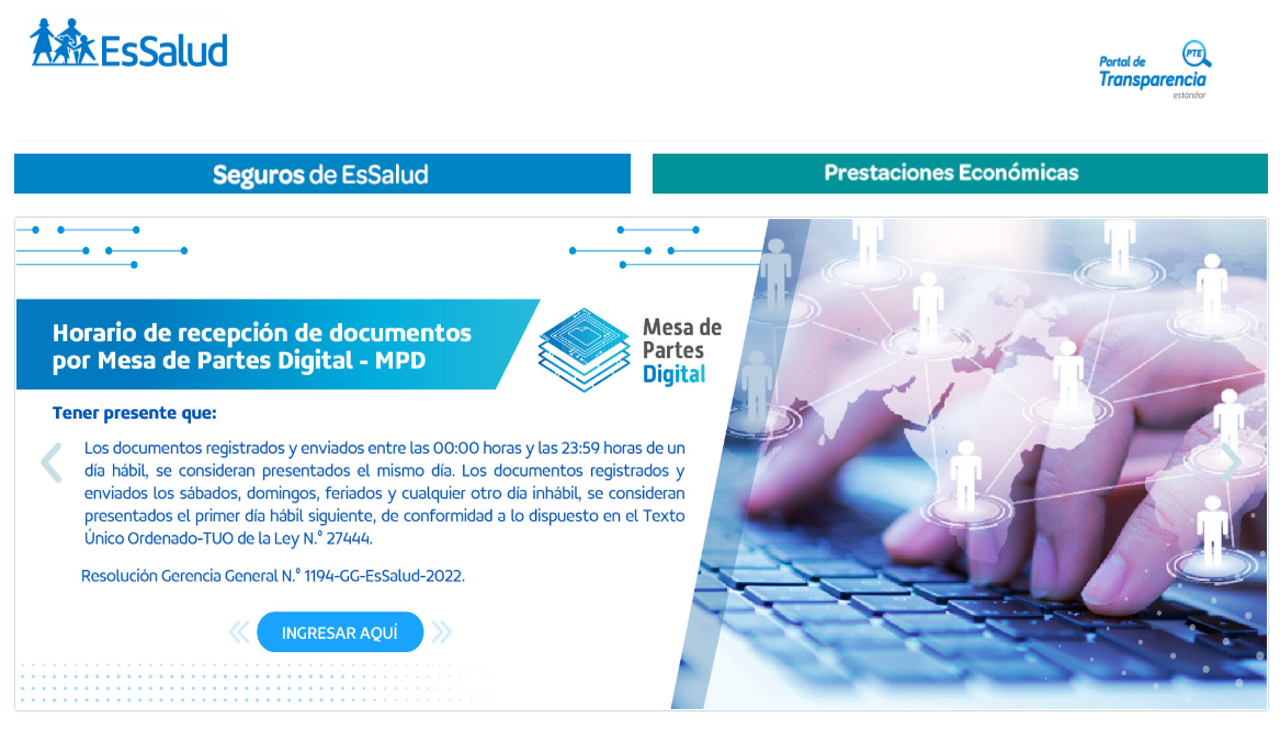 EsSalud
Portal de
PTE
Transparencia
estándar
Seguros de EsSalud
Prestaciones Económicas
Horario de recepción de documentos
por Mesa de Partes Digital - MPD
Mesa de
Partes
Digital
Tener presente que:
Los documentos registrados y enviados entre las 00:00 horas y las 23:59 horas de un
día hábil, se consideran presentados el mismo día. Los documentos registrados y
enviados los sábados, domingos, feriados y cualquier otro día inhábil, se consideran
presentados el primer día hábil siguiente, de conformidad a lo dispuesto en el Texto
Único Ordenado-TUO de la Ley N.° 27444.
Resolución Gerencia General N.° 1194-GG-EsSalud-2022.
INGRESAR AQUÍ